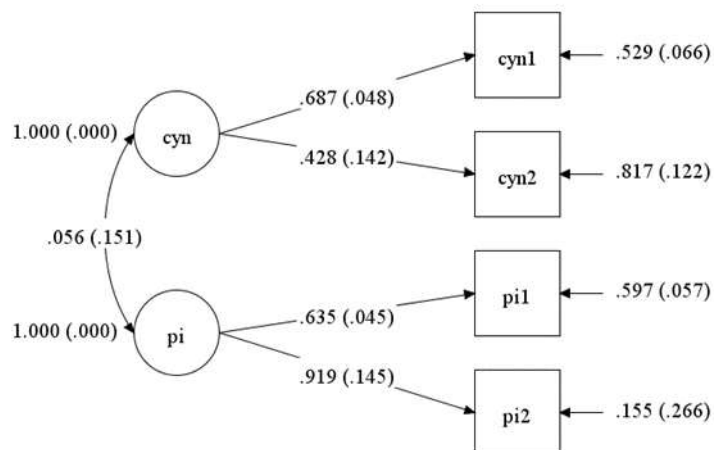 cyn1
.529 (.066)
.687 (.048)
1.000 (.000)
cyn
.428 (.142)
cyn2
.817 (.122)
.056 (.151)
pi1
.597 (.057)
.635 (.045)
1.000 (.000)
pi
.919 (.145)
pi2
.155 (.266)